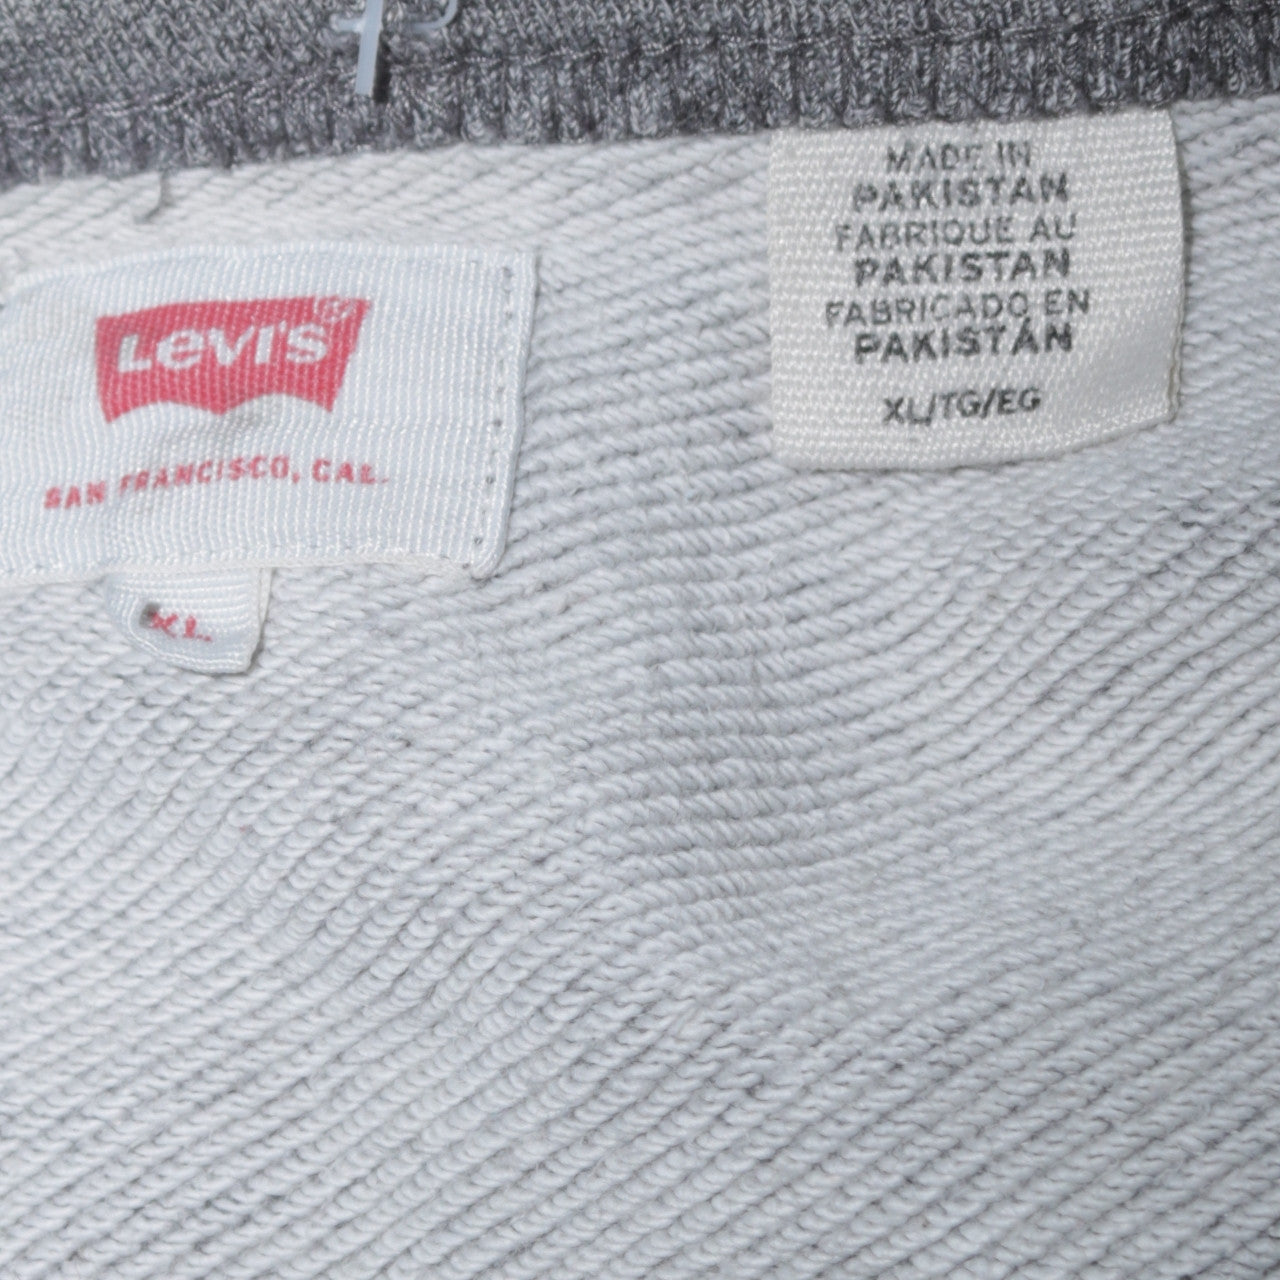 Levi's®
SAN FRANCISCO, CAL.
XL
MADE IN
PAKISTAN
FABRIQUE AU
PAKISTAN
FABRICADO EN
PAKISTÁN
XL/TG/EG